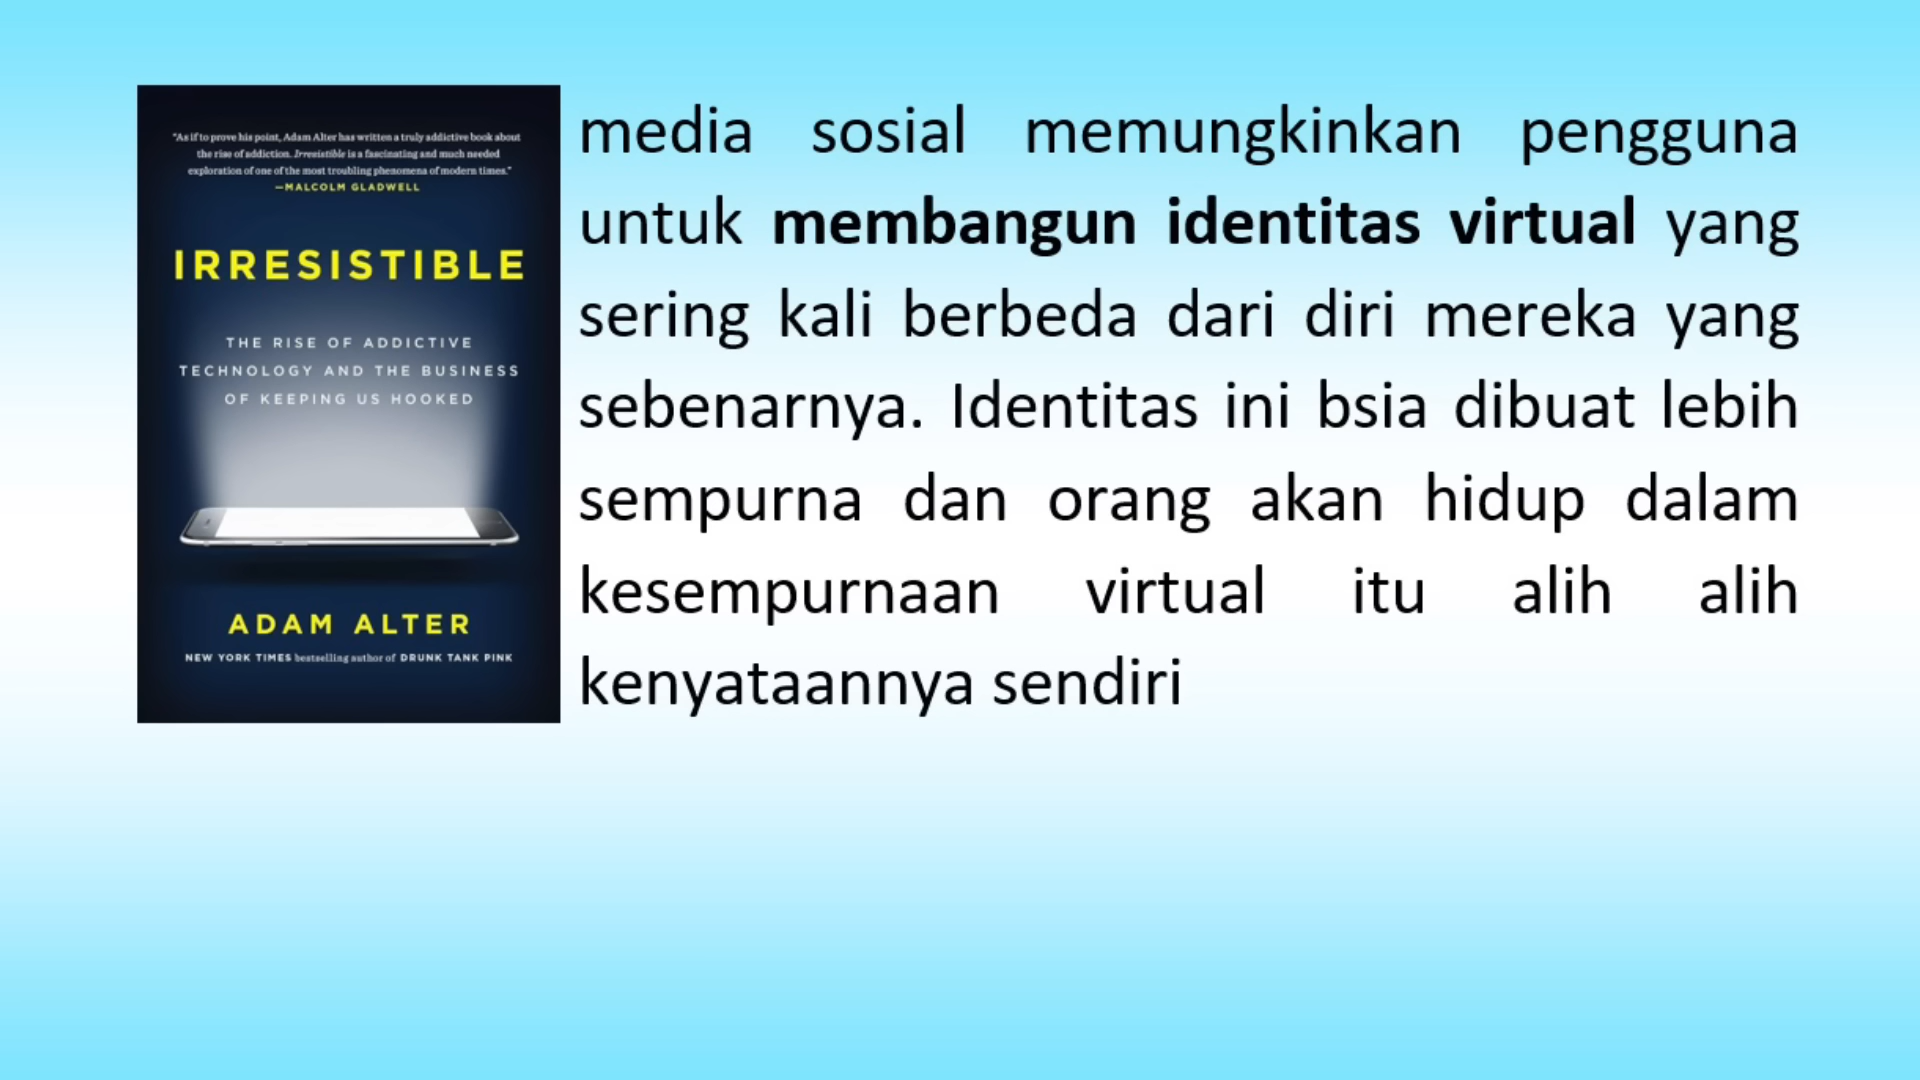 "As if to prove his point, Adam Alter has written a truly addictive book about
the rise of addiction. Irresistible is a fascinating and much needed
exploration of one of the most troubling phenomena of modern times."
—MALCOLM GLADWELL
IRRESISTIBLE
THE RISE OF ADDICTIVE
TECHNOLOGY AND THE BUSINESS
OF KEEPING US HOOKED
ADAM ALTER
NEW YORK TIMES bestselling author of DRUNK TANK PINK
media sosial memungkinkan pengguna
untuk membangun identitas virtual yang
sering kali berbeda dari diri mereka yang
sebenarnya. Identitas ini bsia dibuat lebih
sempurna dan orang akan hidup dalam
kesempurnaan virtual itu alih alih
kenyataannya sendiri